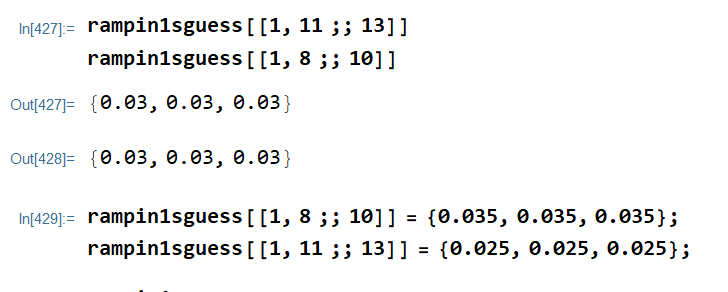 In[427]:= rampin1sguess[[1, 11 ;; 13]]
rampin1sguess[[1, 8 ;; 10]]
Out[427]= {0.03, 0.03, 0.03}
Out[428]= {0.03, 0.03, 0.03}
In[429]:= rampin1sguess[[1, 8 ;; 10]] = {0.035, 0.035, 0.035};
rampin1sguess[[1, 11 ;; 13]] = {0.025, 0.025, 0.025};